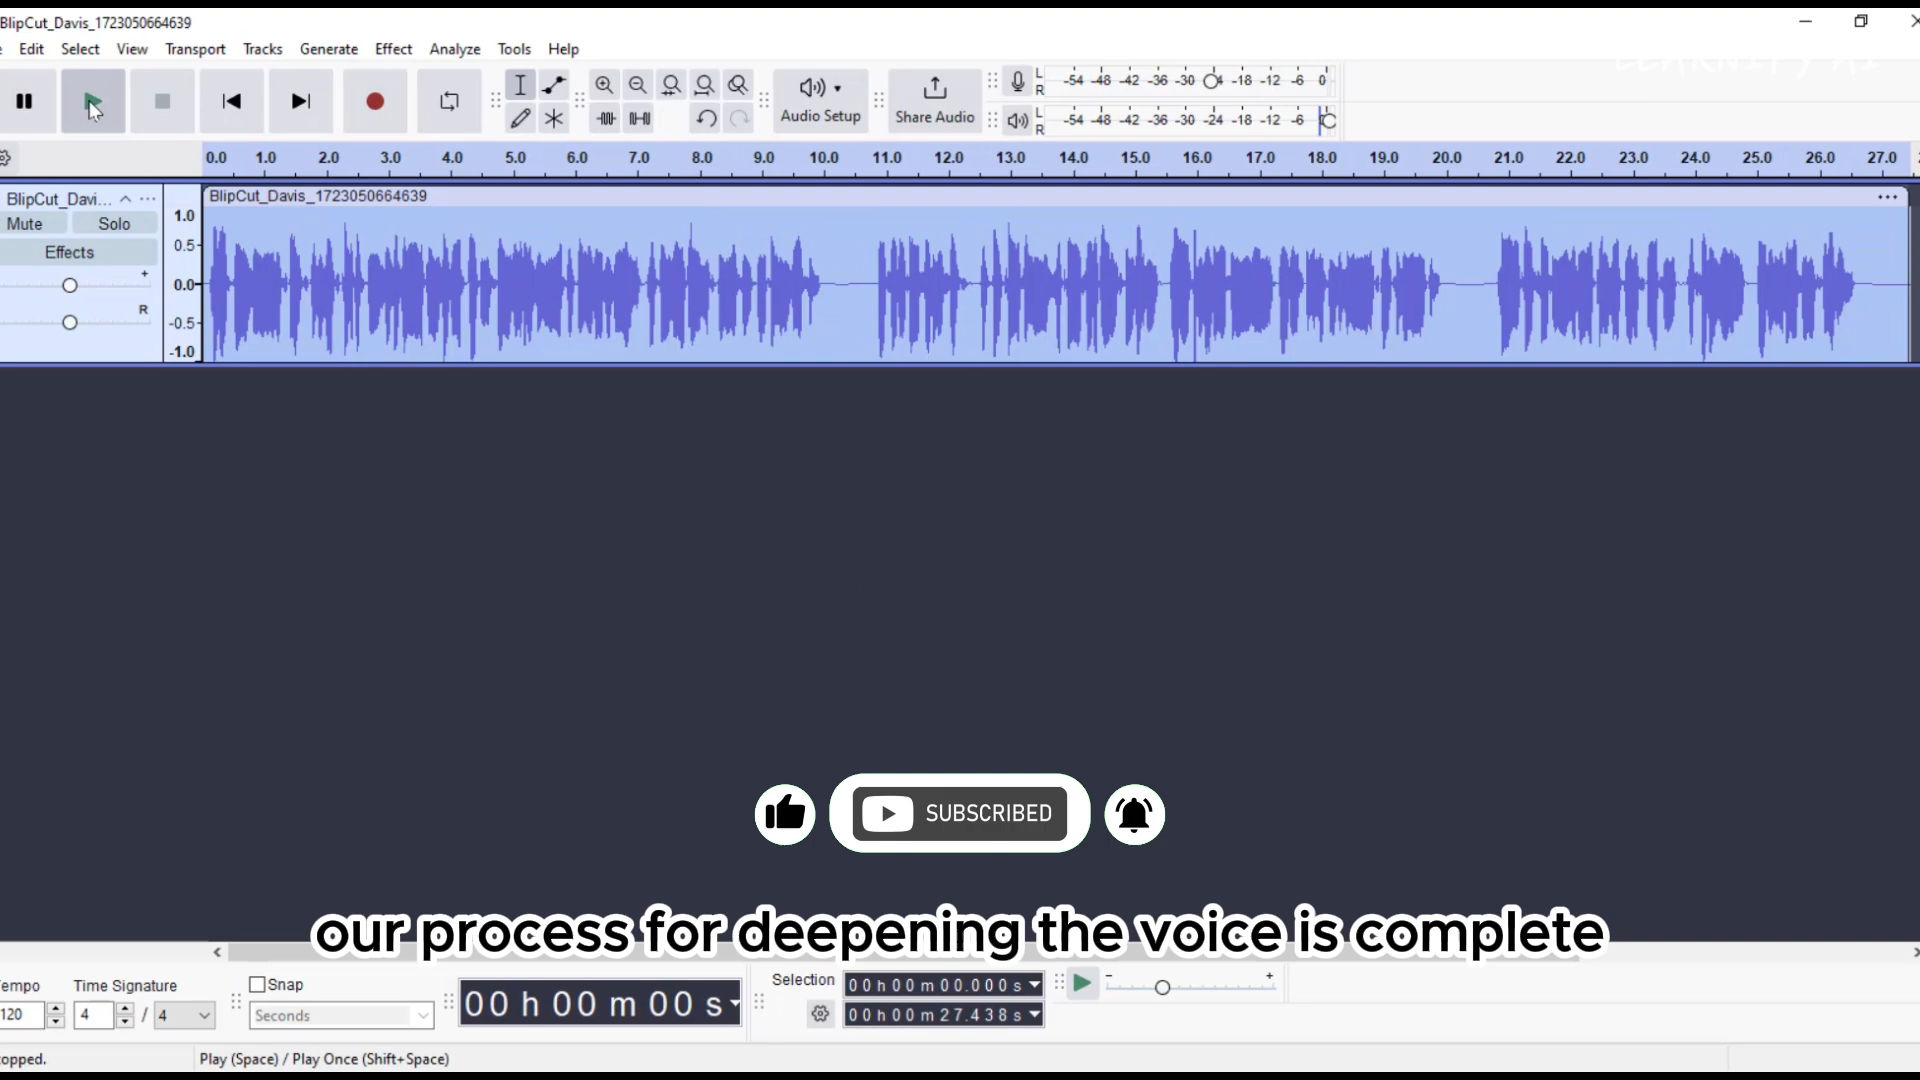 BlipCut_Davis_1723050664639
Edit Select View Transport Tracks Generate Effect Analyze Tools Help
Audio Setup
Share Audio
L
R
-54 -48 -42 -36 -30 -18 -12 -6 0
L
R
-54 -48 -42 -36 -30 -24 -18 -12 -6
0.0 1.0 2.0 3.0 4.0 5.0 6.0 7.0 8.0 9.0 10.0 11.0 12.0 13.0 14.0 15.0 16.0 17.0 18.0 19.0 20.0 21.0 22.0 23.0 24.0 25.0 26.0 27.0
BlipCut_Davi...
BlipCut_Davis_1723050664639
Mute Solo
Effects
+
R
1.0
0.5
0.0
-0.5
-1.0
SUBSCRIBED
our process for deepening the voice is complete
empo
120
Time Signature
4 / 4
Snap
Seconds
00 h 00 m 00 s
Selection
00 h 00 m 00.000 s
00 h 00 m 27.438 s
- +
opped.
Play (Space) / Play Once (Shift+Space)